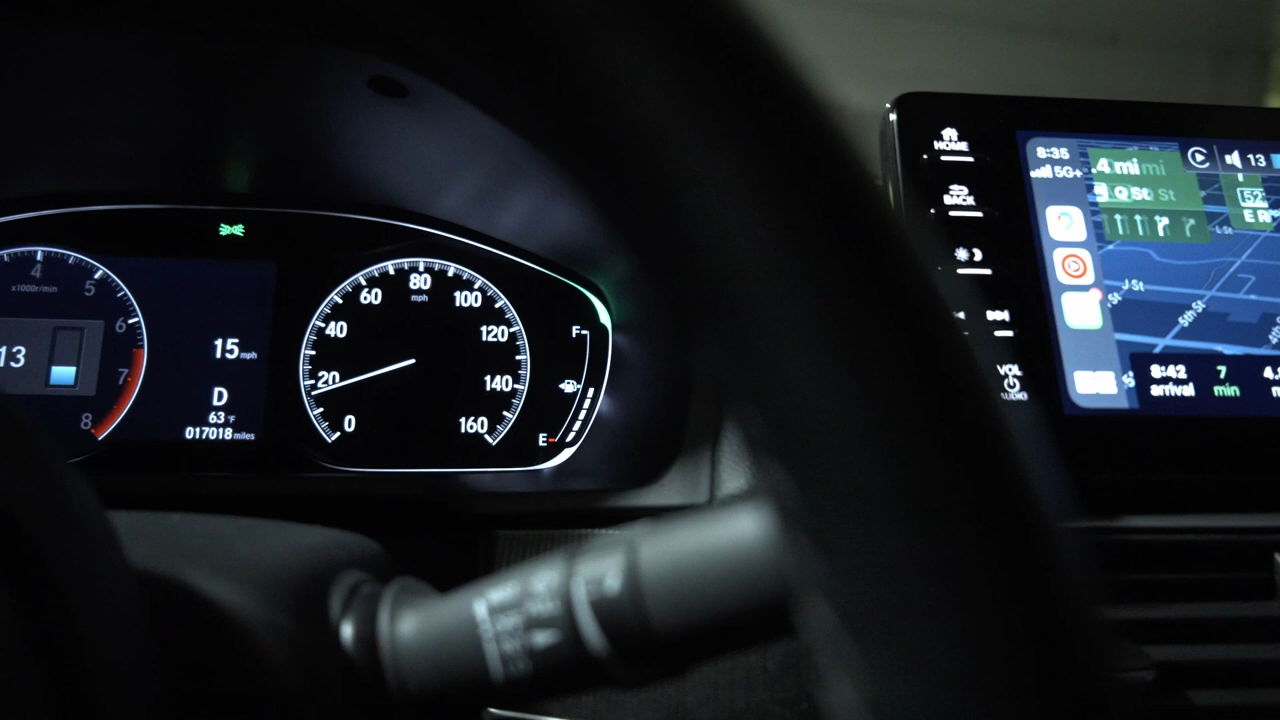 4
x1000r/min
5
6
7
8
13
15 mph
D
63 °F
017018 miles
0
20
40
60
80
mph
100
120
140
160
F
E
HOME
BACK
VOL
AUDIO
8:35
5G+
.4 mi
Q St
13
52
E
L St
J St
St
5th St
8:42
arrival
7
min